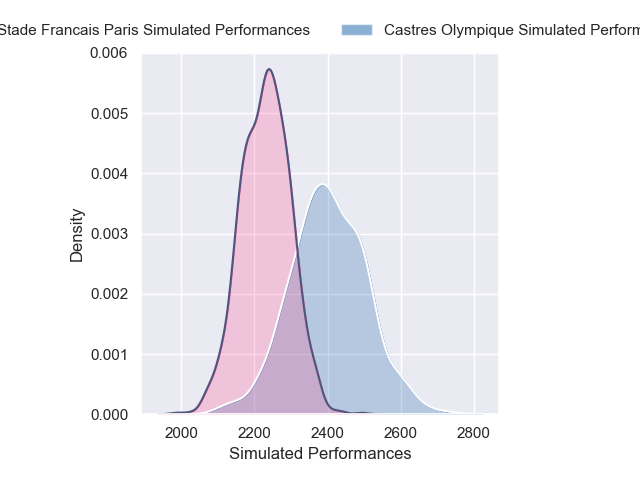 Stade Francais Paris Simulated Performances
Castres Olympique Simulated
0.006
0.005
0.004
0.003
0.002
0.001
0.000
Density
2000 2200 2400 2600 2800
Simulated Performances